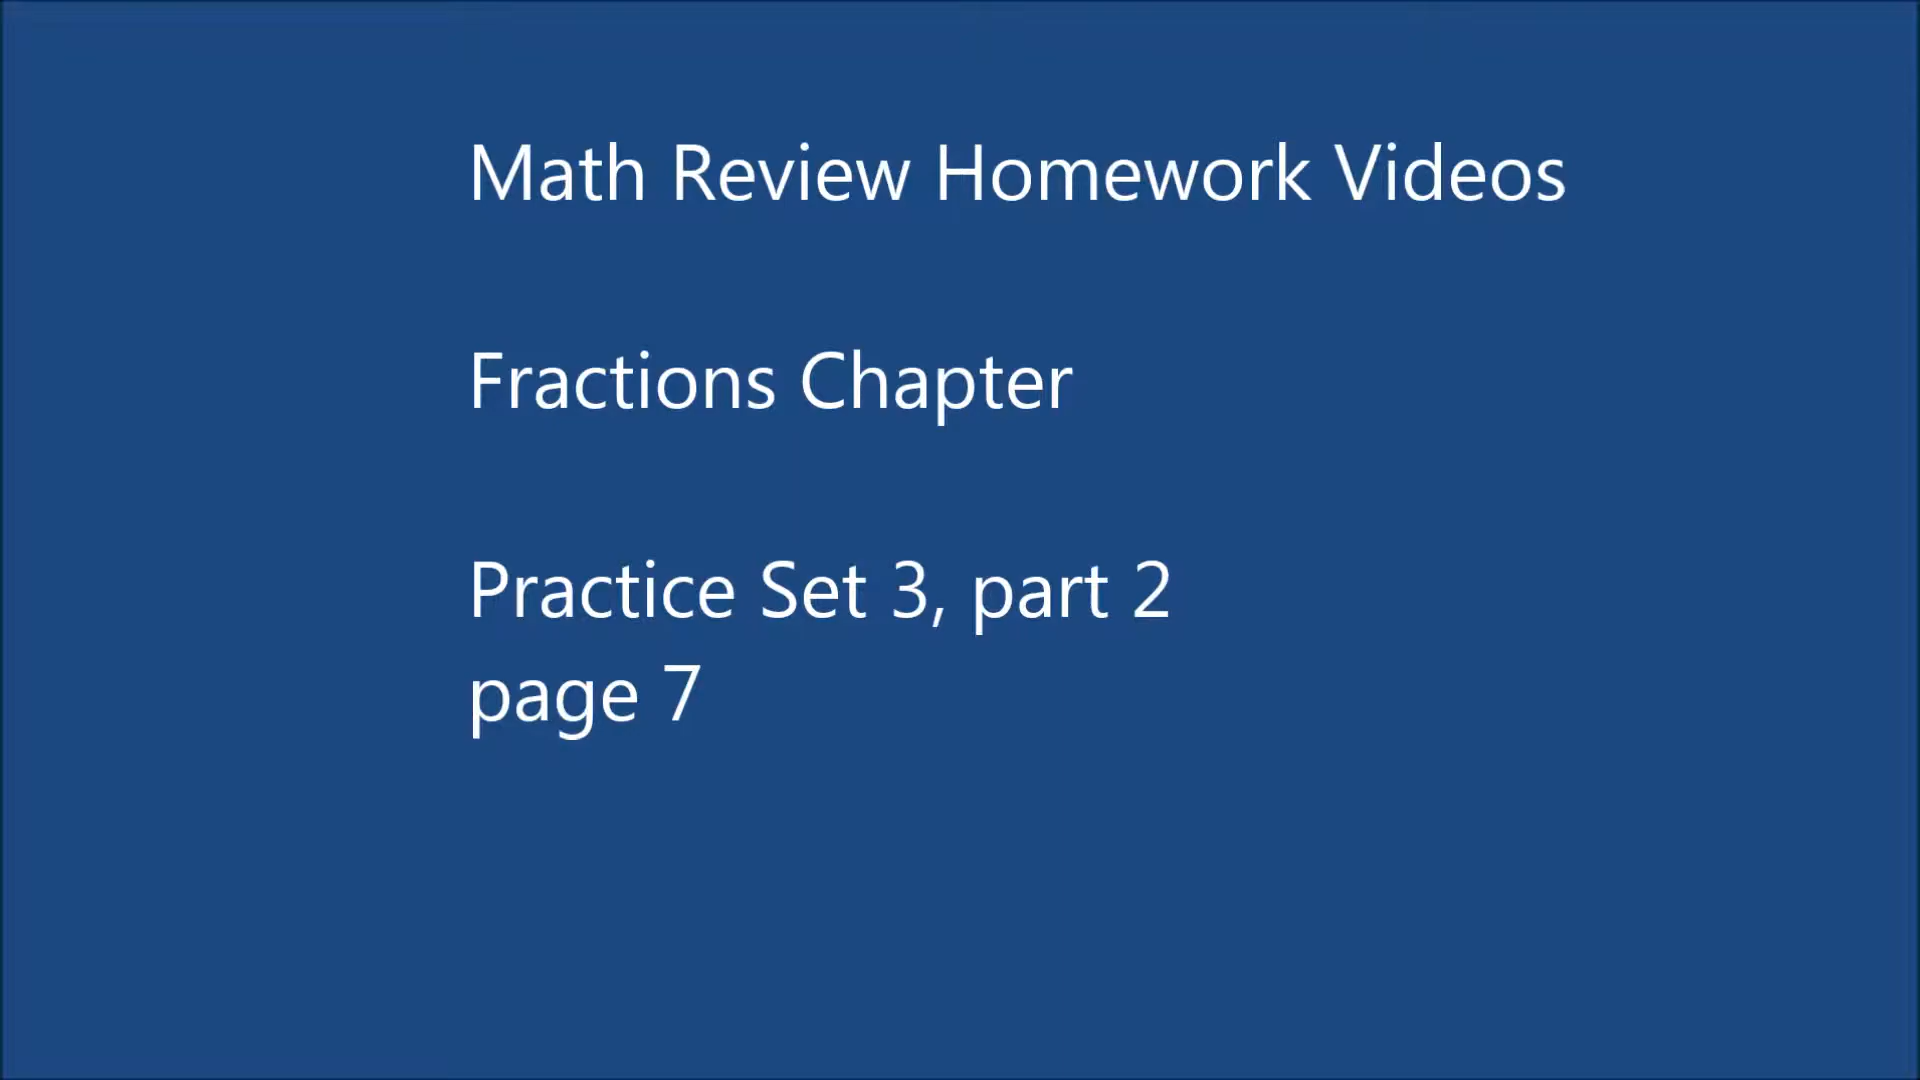 Math Review Homework Videos
Fractions Chapter
Practice Set 3, part 2
page 7